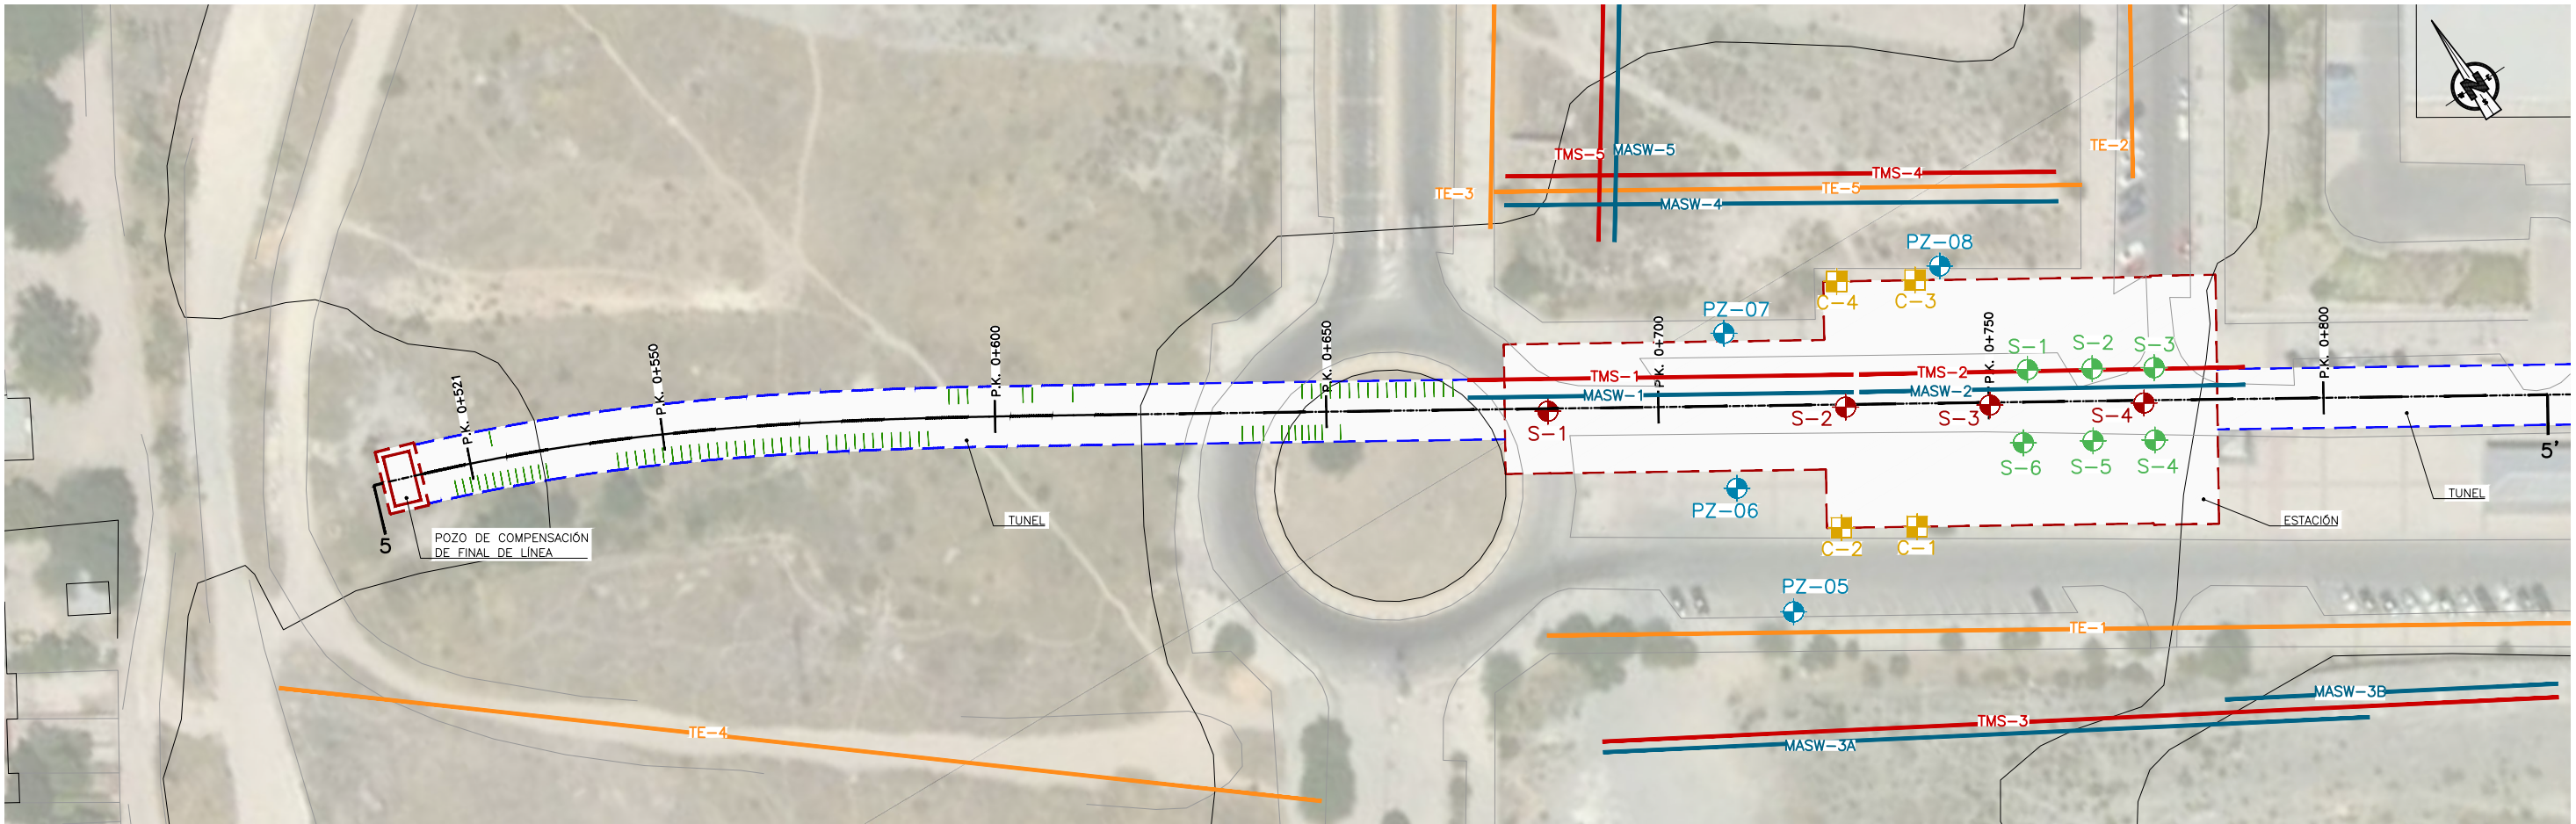 TMS-5
MASW-5
TE-2
TMS-4
TE-3
TE-5
MASW-4
N
PZ-08
C-4
C-3
PZ-07
P.K. 0+521
P.K. 0+550
P.K. 0+600
P.K. 0+650
P.K. 0+700
P.K. 0+750
P.K. 0+800
S-1
S-2
S-3
TMS-1
TMS-2
MASW-1
MASW-2
S-1
S-2
S-3
S-4
S-6
S-5
S-4
5'
TUNEL
PZ-06
TUNEL
ESTACIÓN
POZO DE COMPENSACIÓN
DE FINAL DE LÍNEA
5
C-2
C-1
PZ-05
TE-1
MASW-3B
TMS-3
TE-4
MASW-3A